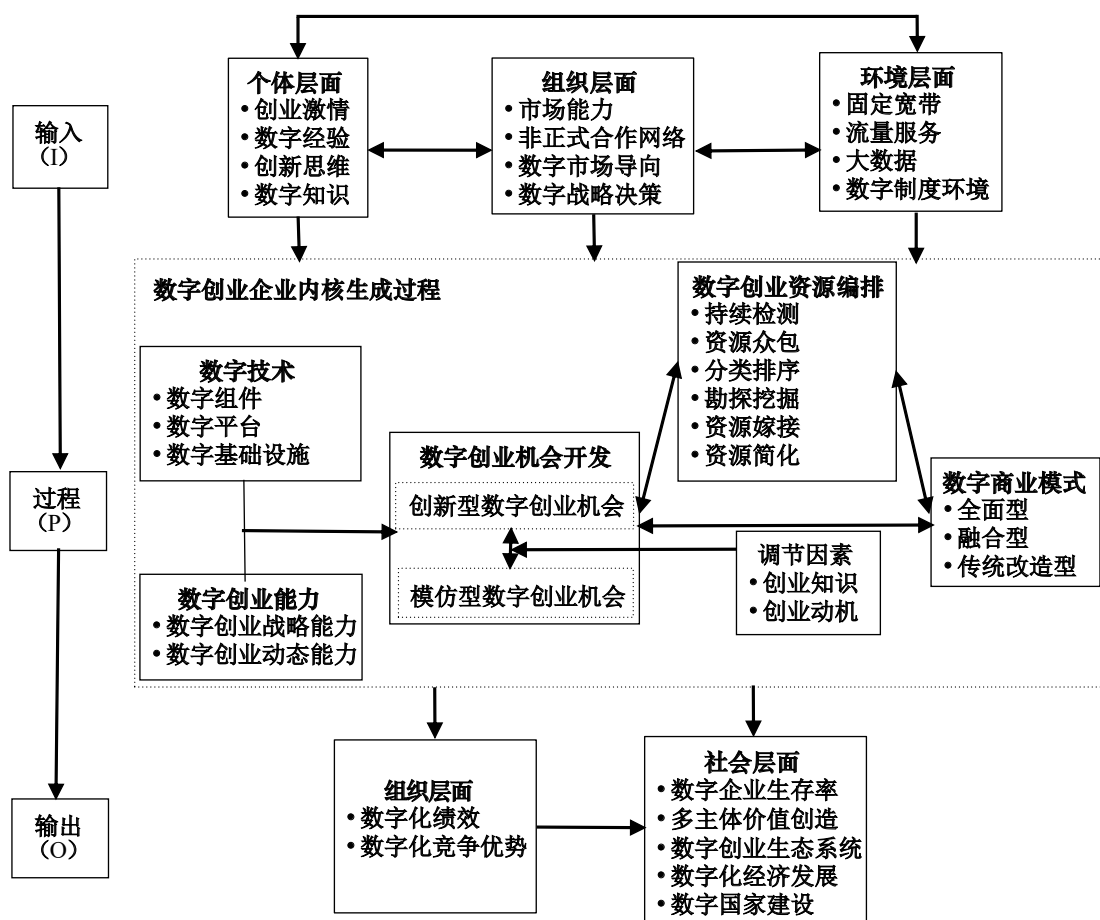 输入
（I）
个体层面
• 创业激情
• 数字经验
• 创新思维
• 数字知识
组织层面
• 市场能力
• 非正式合作网络
• 数字市场导向
• 数字战略决策
环境层面
• 固定宽带
• 流量服务
• 大数据
• 数字制度环境
过程
（P）
数字创业企业内核生成过程
数字技术
• 数字组件
• 数字平台
• 数字基础设施
数字创业能力
• 数字创业战略能力
• 数字创业动态能力
数字创业机会开发
创新型数字创业机会
模仿型数字创业机会
数字创业资源编排
• 持续检测
• 资源众包
• 分类排序
• 勘探挖掘
• 资源嫁接
• 资源简化
调节因素
• 创业知识
• 创业动机
数字商业模式
• 全面型
• 融合型
• 传统改造型
输出
（O）
组织层面
• 数字化绩效
• 数字化竞争优势
社会层面
• 数字企业生存率
• 多主体价值创造
• 数字创业生态系统
• 数字化经济发展
• 数字国家建设